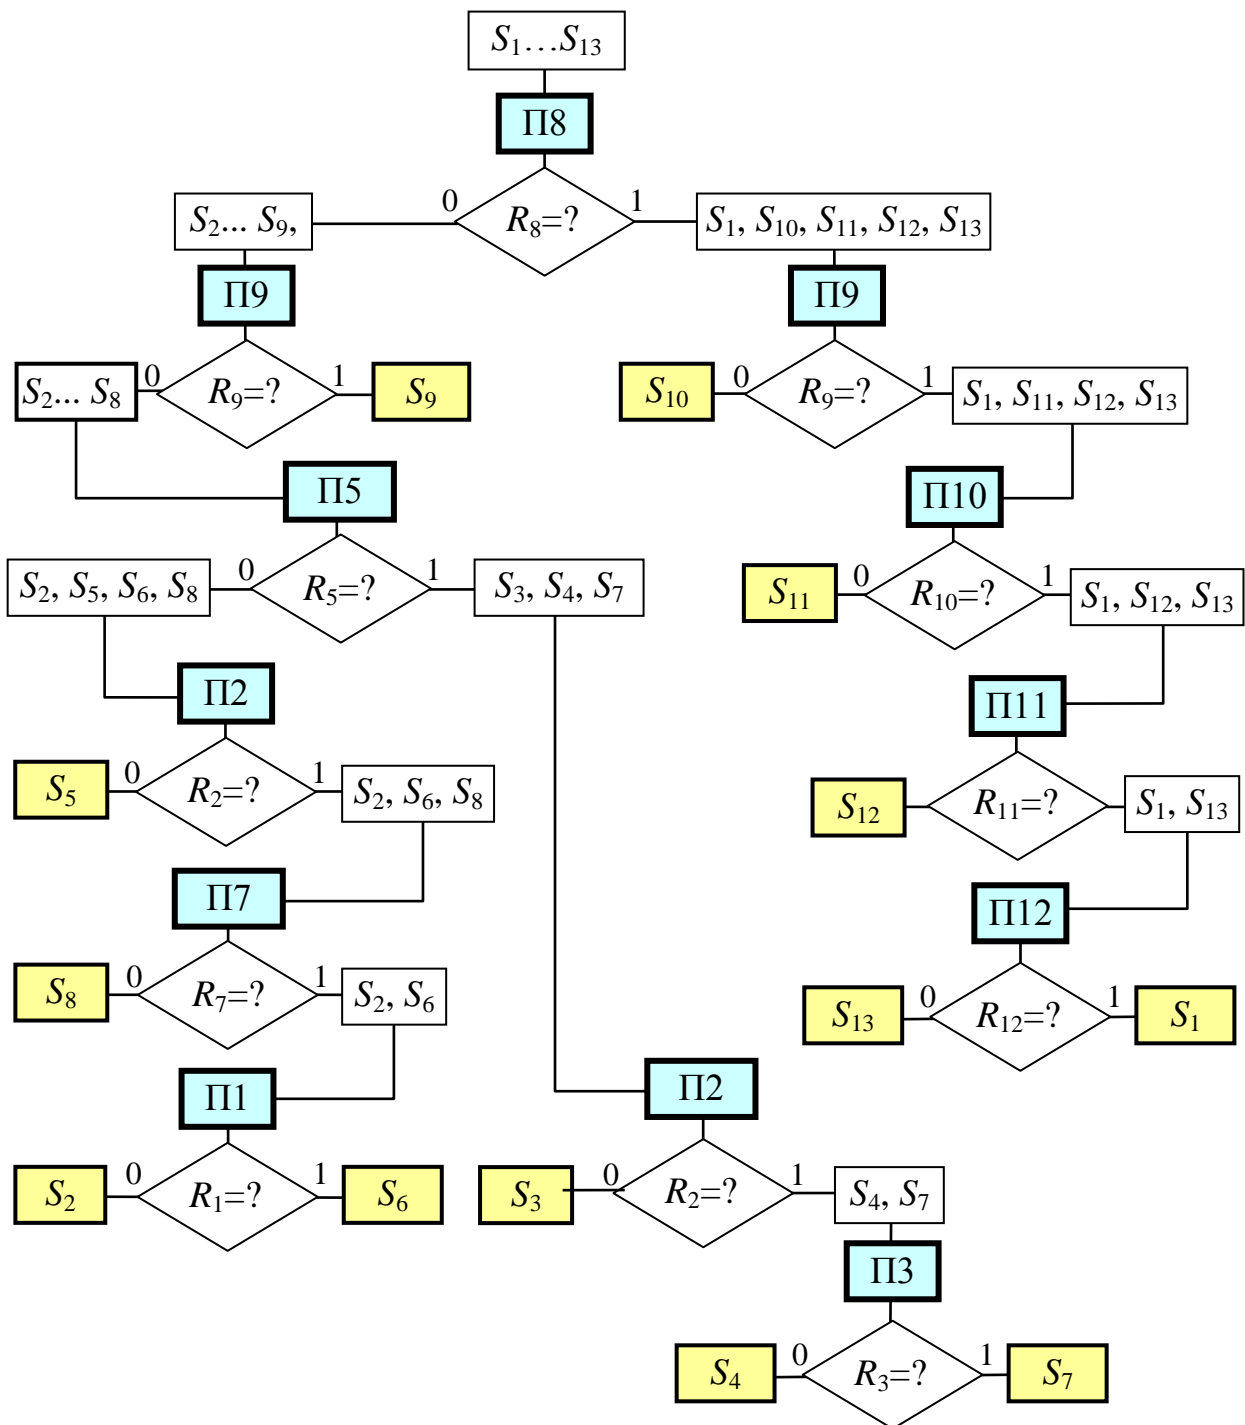 S₁…S₁₃
П8
0
R₈=?
1
S₂... S₉,
S₁, S₁₀, S₁₁, S₁₂, S₁₃
П9
П9
S₂... S₈
0
R₉=?
1
S₉
S₁₀
0
R₉=?
1
S₁, S₁₁, S₁₂, S₁₃
П5
П10
S₂, S₅, S₆, S₈
0
R₅=?
1
S₃, S₄, S₇
S₁₁
0
R₁₀=?
1
S₁, S₁₂, S₁₃
П2
П11
S₅
0
R₂=?
1
S₂, S₆, S₈
S₁₂
R₁₁=?
S₁, S₁₃
П7
П12
S₈
0
R₇=?
1
S₂, S₆
S₁₃
0
R₁₂=?
1
S₁
П1
П2
S₂
0
R₁=?
1
S₆
S₃
0
R₂=?
1
S₄, S₇
П3
S₄
0
R₃=?
1
S₇